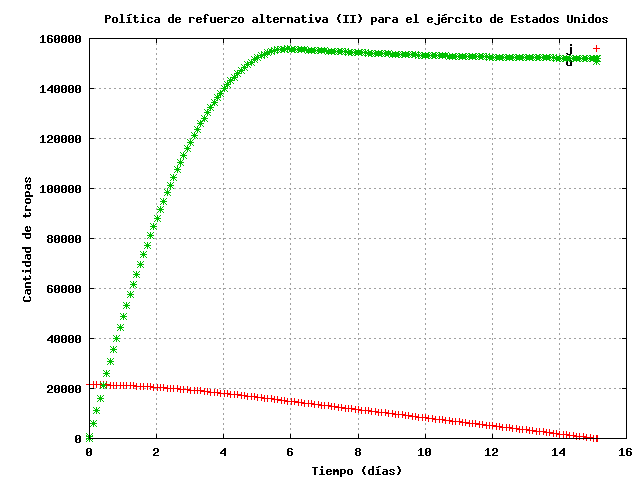 Política de refuerzo alternativa (II) para el ejército de Estados Unidos
160000
140000
120000
100000
80000
60000
40000
20000
0
Cantidad de tropas
j
u
0 2 4 6 8 10 12 14 16
Tiempo (días)